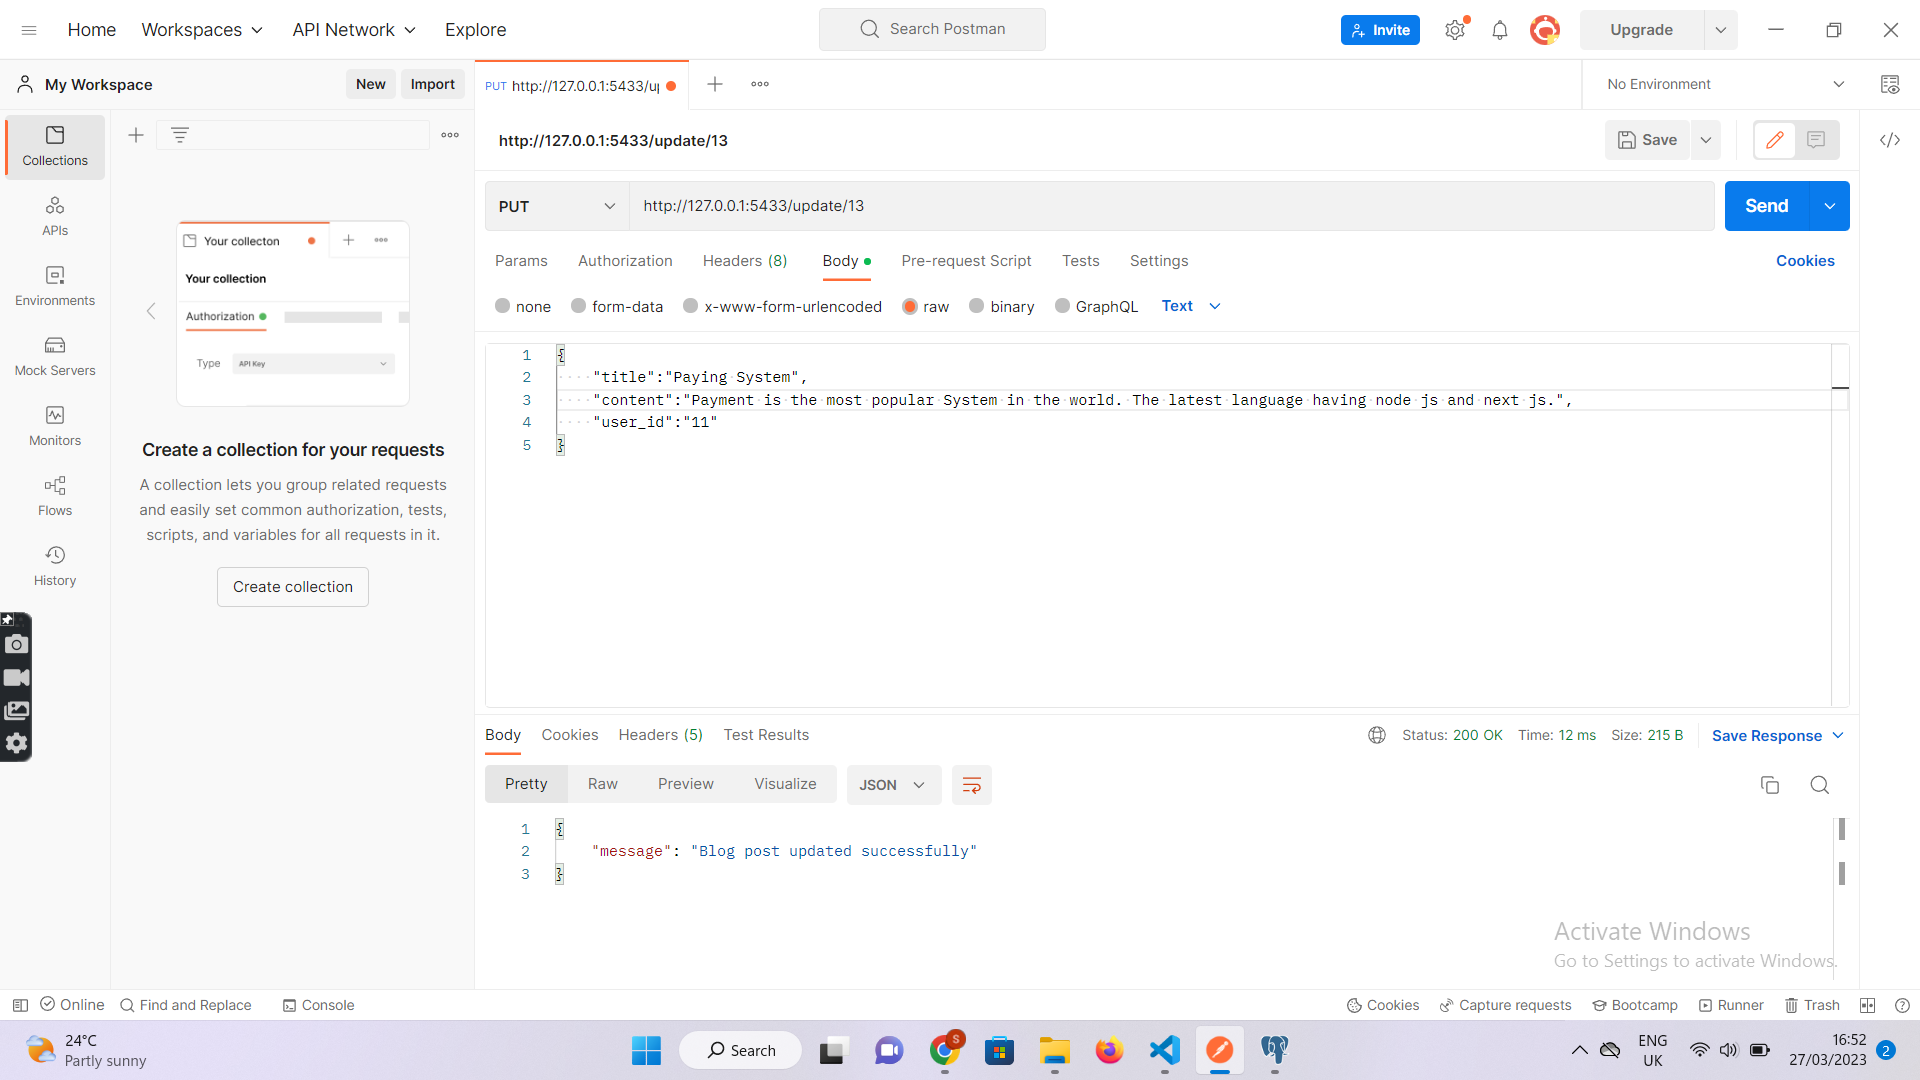 Home
Workspaces
API Network
Explore
Search Postman
Invite
Upgrade
My Workspace
New
Import
PUT http://127.0.0.1:5433/up
No Environment
Collections
APIs
Environments
Mock Servers
Monitors
Flows
History
Your collecton
Your collection
Authorization
Type
API Key
Create a collection for your requests
A collection lets you group related requests
and easily set common authorization, tests,
scripts, and variables for all requests in it.
Create collection
http://127.0.0.1:5433/update/13
Save
PUT
http://127.0.0.1:5433/update/13
Send
Params
Authorization
Headers (8)
Body
Pre-request Script
Tests
Settings
Cookies
none
form-data
x-www-form-urlencoded
raw
binary
GraphQL
Text
1 {
2 "title":"Paying System",
3 "content":"Payment is the most popular System in the world. The latest language having node js and next js.",
4 "user_id":"11"
5 }
Body
Cookies
Headers (5)
Test Results
Status: 200 OK
Time: 12 ms
Size: 215 B
Save Response
Pretty
Raw
Preview
Visualize
JSON
1 {
2 "message": "Blog post updated successfully"
3 }
Activate Windows
Go to Settings to activate Windows.
Online
Find and Replace
Console
Cookies
Capture requests
Bootcamp
Runner
Trash
24°C
Partly sunny
Search
S
ENG
UK
16:52
27/03/2023
2